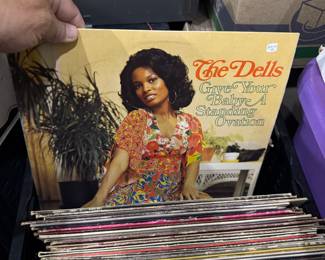 The Dells
Give Your
Baby A
Standing
Ovation